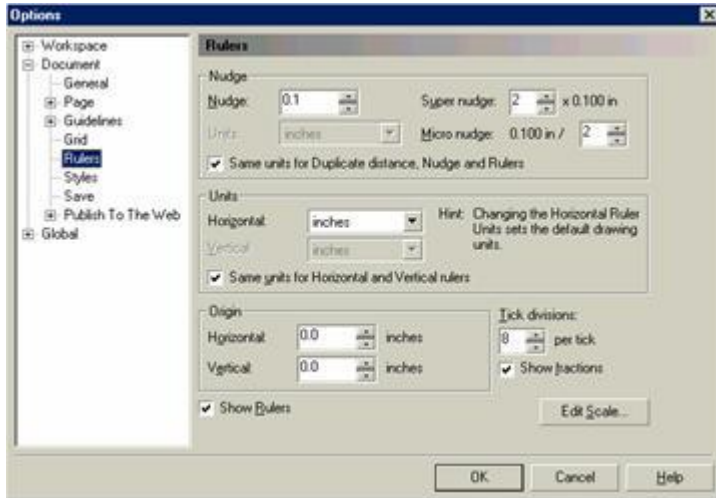 Options
Workspace
Document
General
Page
Guidelines
Grid
Rulers
Styles
Save
Publish To The Web
Global
Rulers
Nudge
Nudge: 0.1 Super nudge: 2 x 0.100 in
Units: inches Micro nudge: 0.100 in / 2
Same units for Duplicate distance, Nudge and Rulers
Units
Horizontal: inches Hint: Changing the Horizontal Ruler
Units sets the default drawing
units.
Vertical: inches
Same units for Horizontal and Vertical rulers
Origin
Horizontal: 0.0 inches
Vertical: 0.0 inches
Tick divisions:
8 per tick
Show fractions
Show Rulers
Edit Scale...
OK Cancel Help